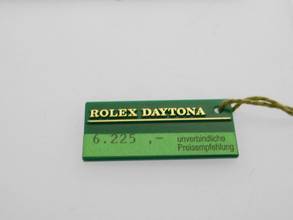 ROLEX DAYTONA
6.225 ,- unverbindliche
Preisempfehlung